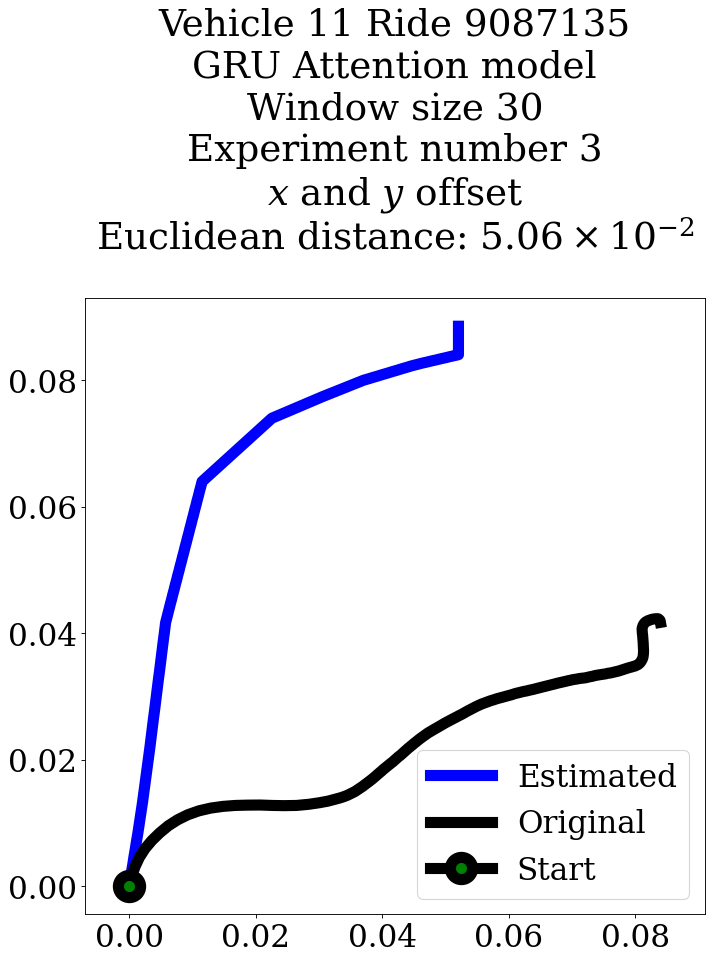 Vehicle 11 Ride 9087135
GRU Attention model
Window size 30
Experiment number 3
x and y offset
Euclidean distance: 5.06 × 10⁻²
0.08
0.06
0.04
0.02
0.00
Estimated
Original
Start
0.00 0.02 0.04 0.06 0.08